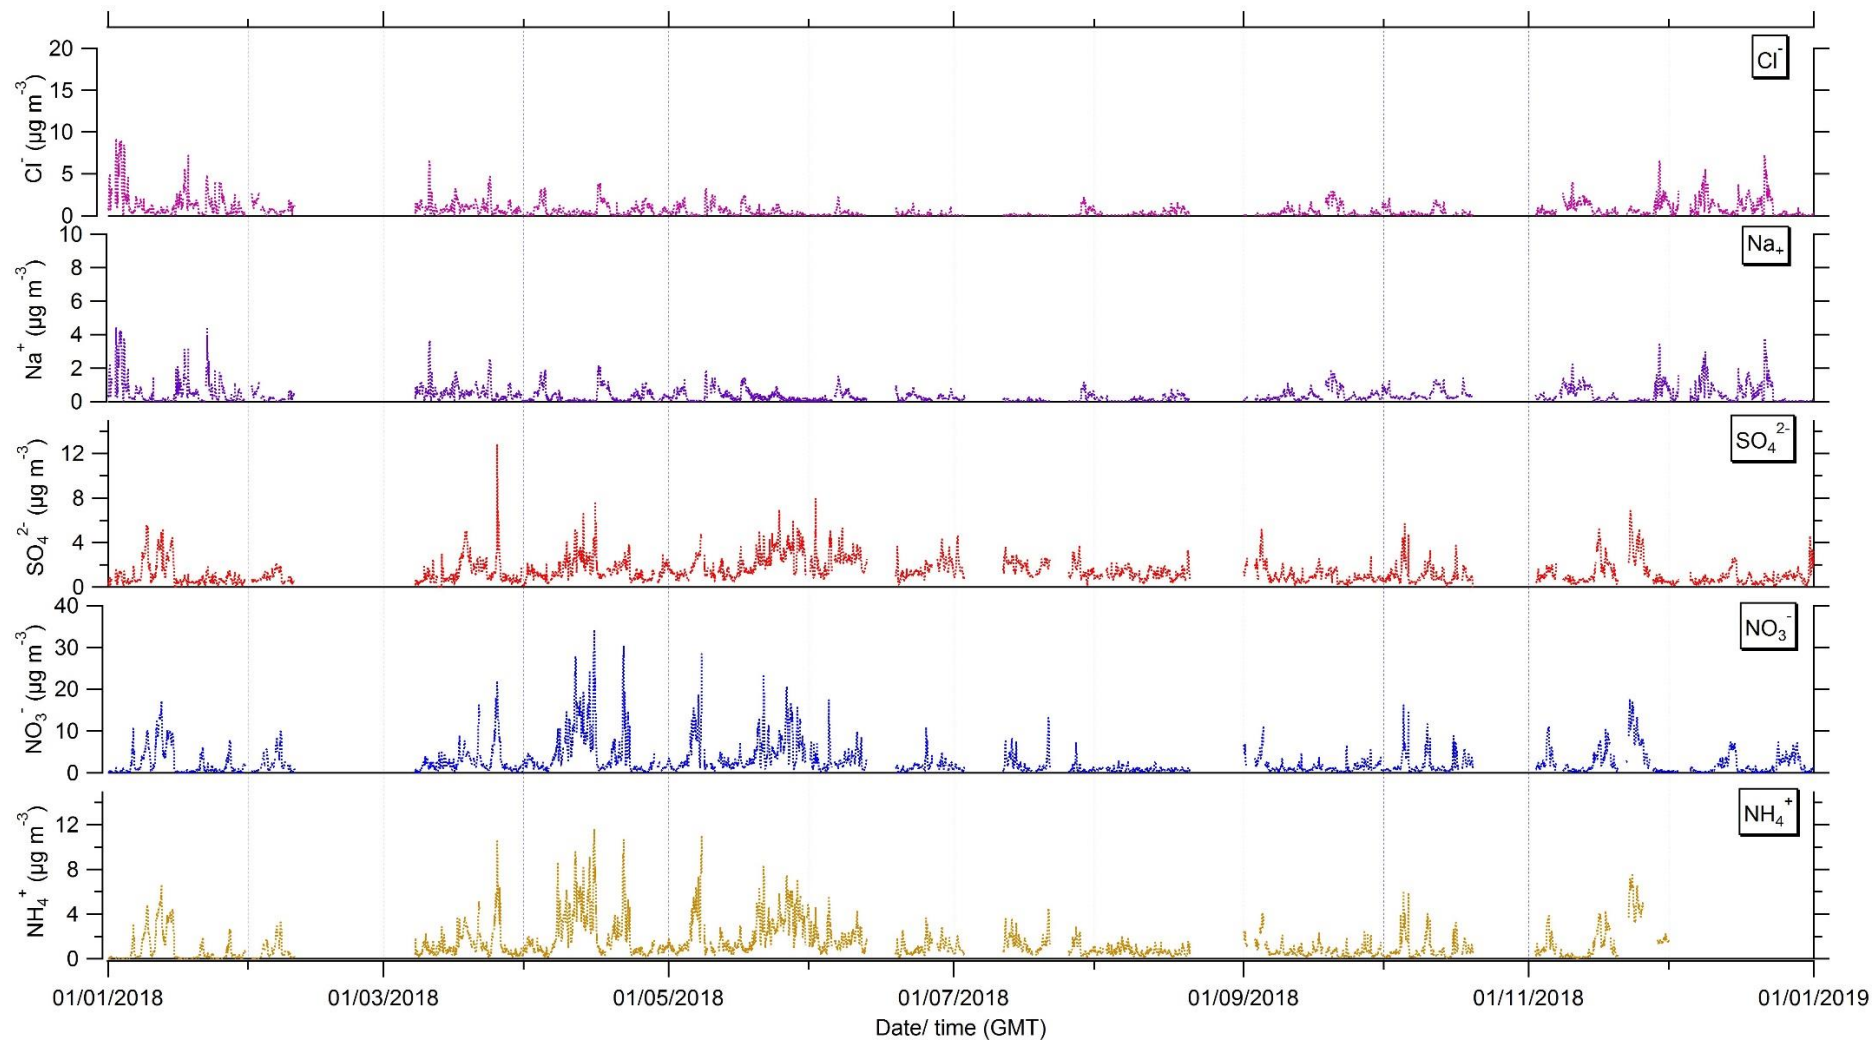 20
15
10
5
0
Cl⁻ (µg m⁻³)
Cl⁻
10
8
6
4
2
0
Na⁺ (µg m⁻³)
Na₊
12
8
4
0
SO₄²⁻ (µg m⁻³)
SO₄²⁻
40
30
20
10
0
NO₃⁻ (µg m⁻³)
NO₃⁻
12
8
4
0
NH₄⁺ (µg m⁻³)
NH₄⁺
01/01/2018 01/03/2018 01/05/2018 01/07/2018 01/09/2018 01/11/2018 01/01/2019
Date/ time (GMT)